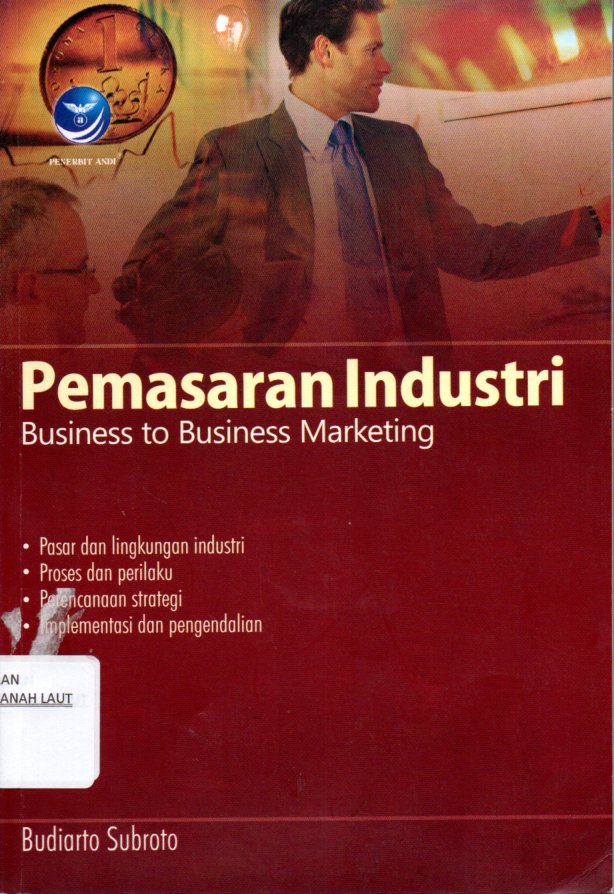 1
a
PENERBIT ANDI
Pemasaran Industri
Business to Business Marketing
• Pasar dan lingkungan industri
• Proses dan perilaku
• Perencanaan strategi
• Implementasi dan pengendalian
AN
ANAH LAUT
Budiarto Subroto